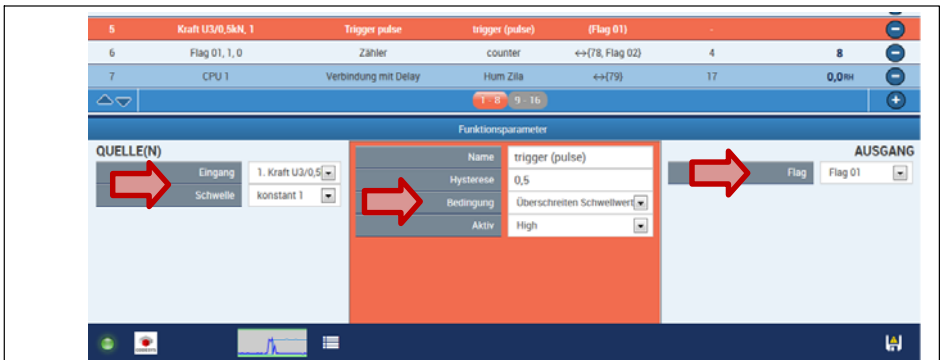 5 Kraft U3/0,5kN, 1 Trigger pulse trigger (pulse) (Flag 01) -
6 Flag 01, 1, 0 Zähler counter ↔(78, Flag 02) 4 8
7 CPU 1 Verbindung mit Delay Hum Zila ↔(79) 17 0,0 RH
1 - 8 9 - 16
Funktionsparameter
QUELLE(N)
Eingang 1. Kraft U3/0,5
Schwelle konstant 1
Name trigger (pulse)
Hysterese 0,5
Bedingung Überschreiten Schwellwert
Aktiv High
AUSGANG
Flag Flag 01